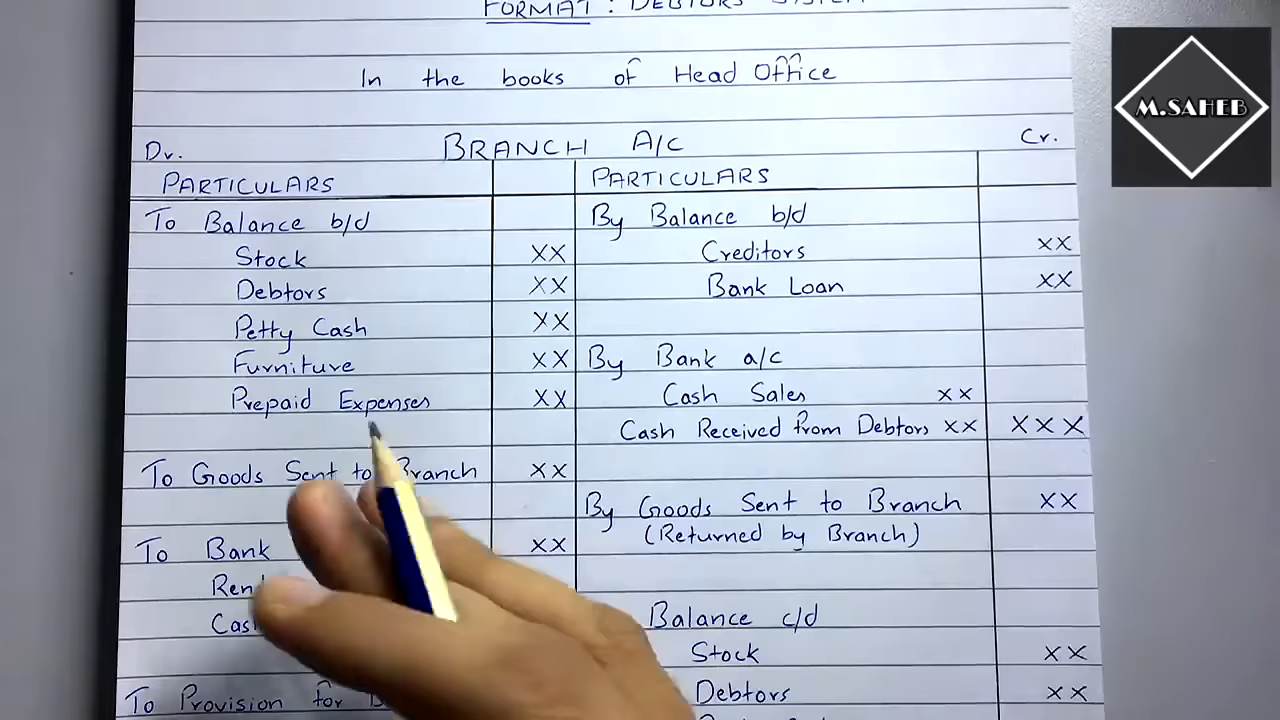 FORMAT : DEBTORS SYSTEM
In the books of Head Office
Dr. BRANCH A/C Cr.
PARTICULARS PARTICULARS
To Balance b/d
Stock XX
Debtors XX
Petty Cash XX
Furniture XX
Prepaid Expenses XX
To Goods Sent to Branch XX
To Bank XX
To Provision for
By Balance b/d
Creditors XX
Bank Loan XX
By Bank a/c
Cash Sales XX
Cash Received from Debtors XX XXX
By Goods Sent to Branch XX
(Returned by Branch)
Balance c/d
Stock XX
Debtors XX
M.SAHEB